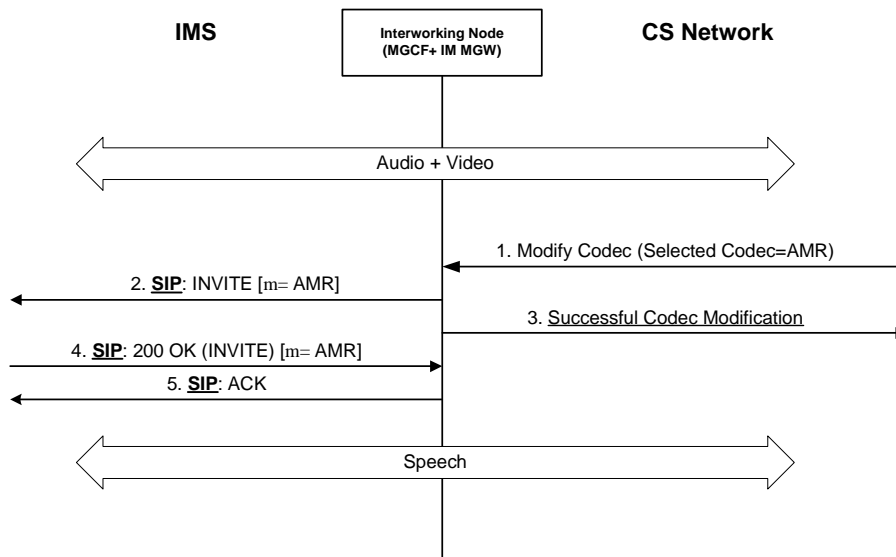 IMS
Interworking Node
(MGCF+ IM MGW)
CS Network
Audio + Video
1. Modify Codec (Selected Codec=AMR)
2. SIP: INVITE [m= AMR]
3. Successful Codec Modification
4. SIP: 200 OK (INVITE) [m= AMR]
5. SIP: ACK
Speech